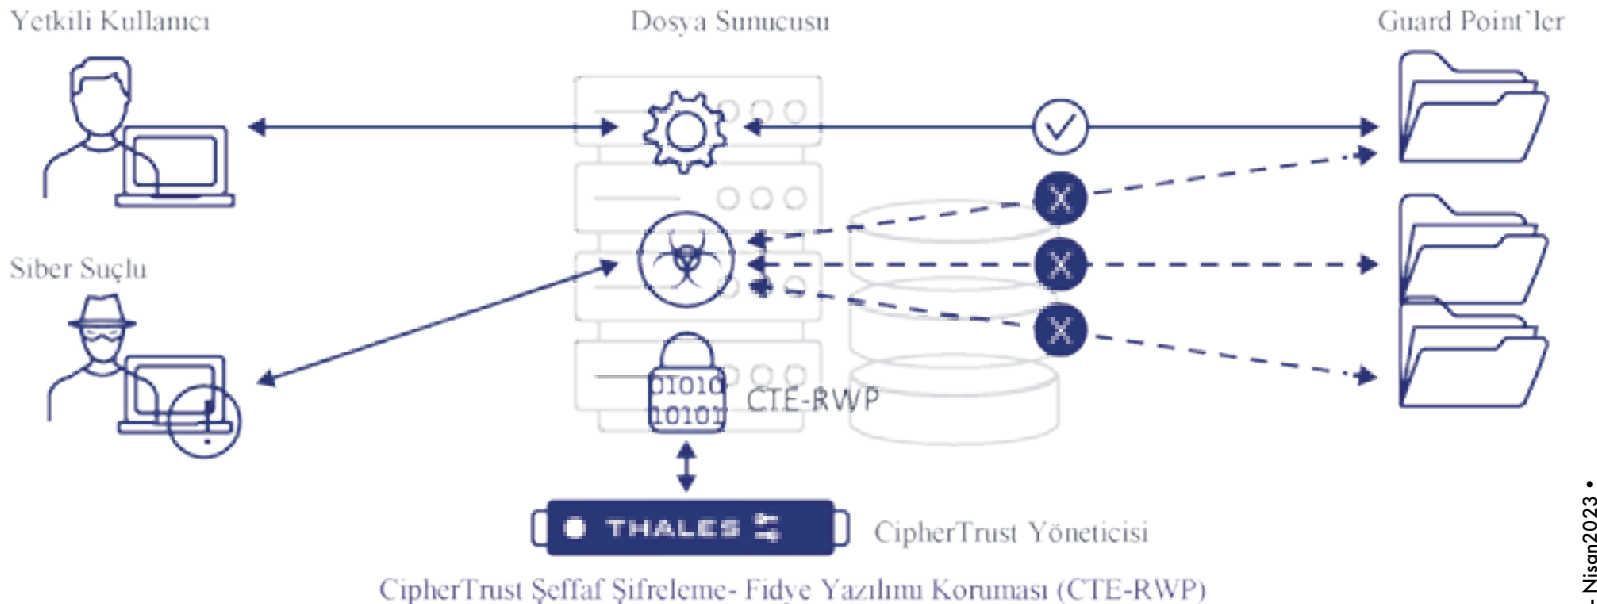 Yetkili Kullanıcı
Dosya Sunucusu
Guard Point`ler
Siber Suçlu
01010
10101
CTE-RWP
THALES
CipherTrust Yöneticisi
CipherTrust Şeffaf Şifreleme- Fidye Yazılımı Koruması (CTE-RWP)
- Nisan2023 •